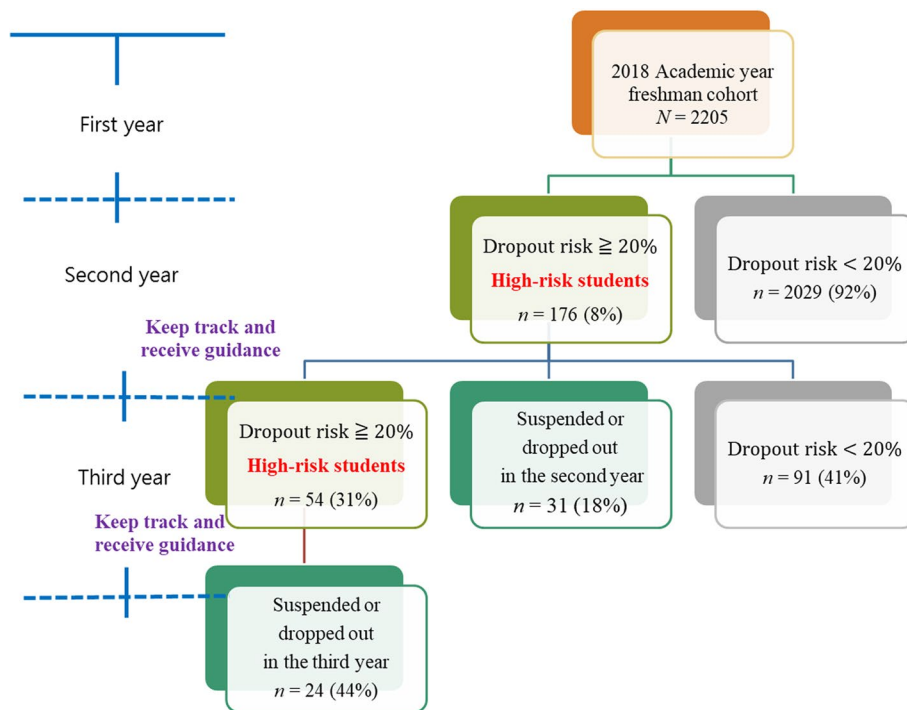 2018 Academic year
freshman cohort
N = 2205
First year
Dropout risk ≧ 20%
High-risk students
n = 176 (8%)
Dropout risk < 20%
n = 2029 (92%)
Second year
Keep track and
receive guidance
Dropout risk ≧ 20%
High-risk students
n = 54 (31%)
Suspended or
dropped out
in the second year
n = 31 (18%)
Dropout risk < 20%
n = 91 (41%)
Third year
Keep track and
receive guidance
Suspended or
dropped out
in the third year
n = 24 (44%)